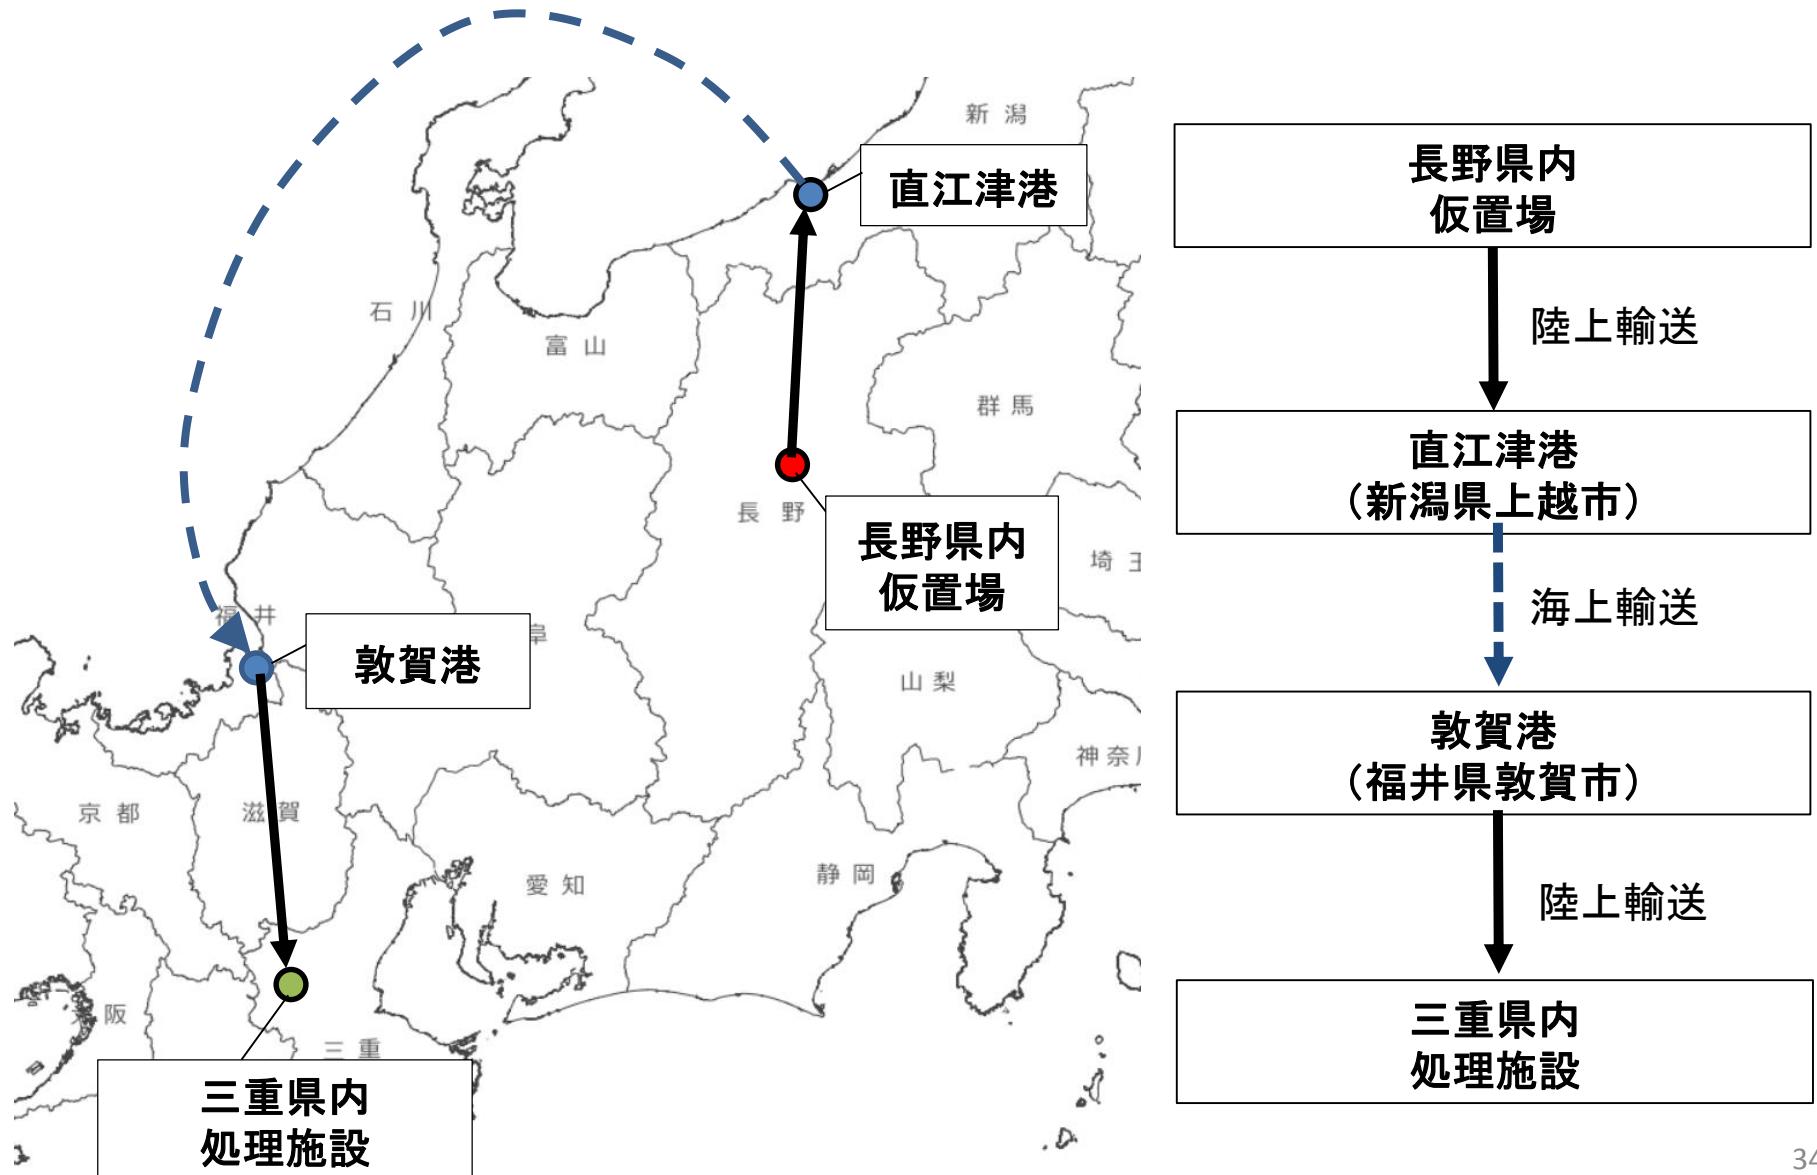 新潟
直江津港
石川
富山
群馬
長野
長野県内
仮置場
埼
福井
敦賀港
阜
山梨
神奈川
京都
滋賀
愛知
静岡
阪
三重
三重県内
処理施設
長野県内
仮置場
陸上輸送
直江津港
（新潟県上越市）
海上輸送
敦賀港
（福井県敦賀市）
陸上輸送
三重県内
処理施設
34